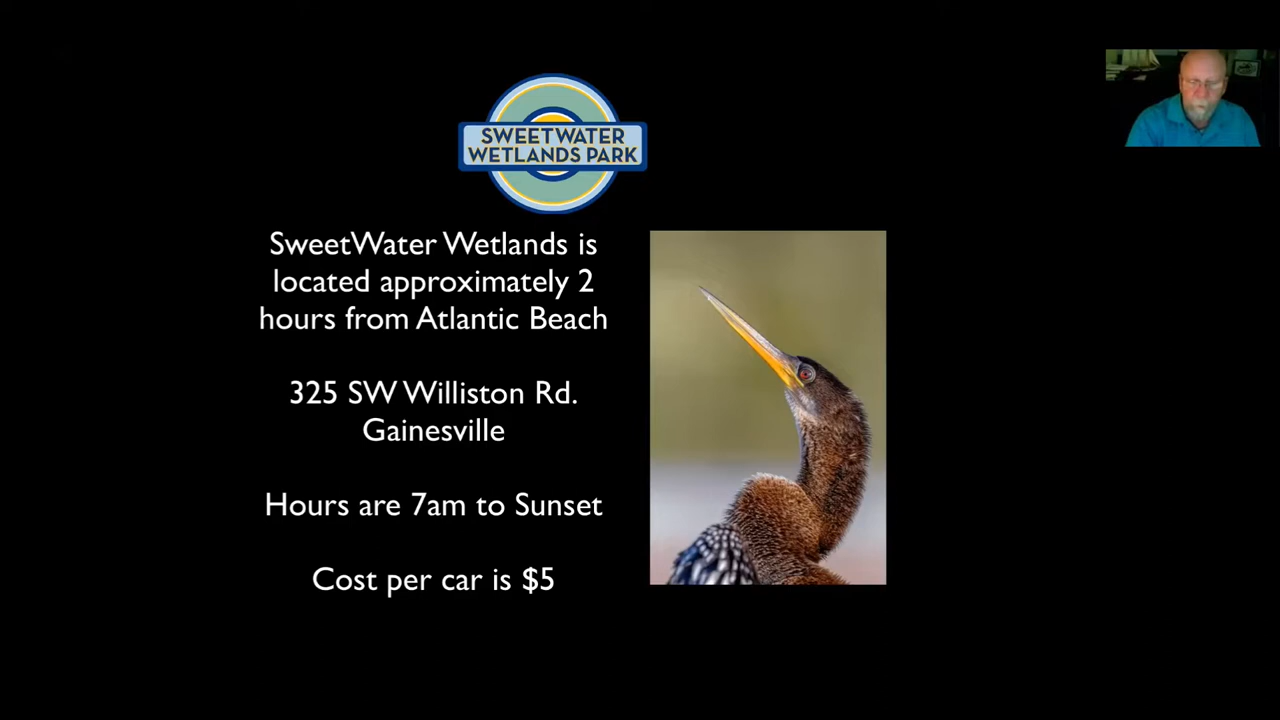 SWEETWATER
WETLANDS PARK
SweetWater Wetlands is
located approximately 2
hours from Atlantic Beach
325 SW Williston Rd.
Gainesville
Hours are 7am to Sunset
Cost per car is $5